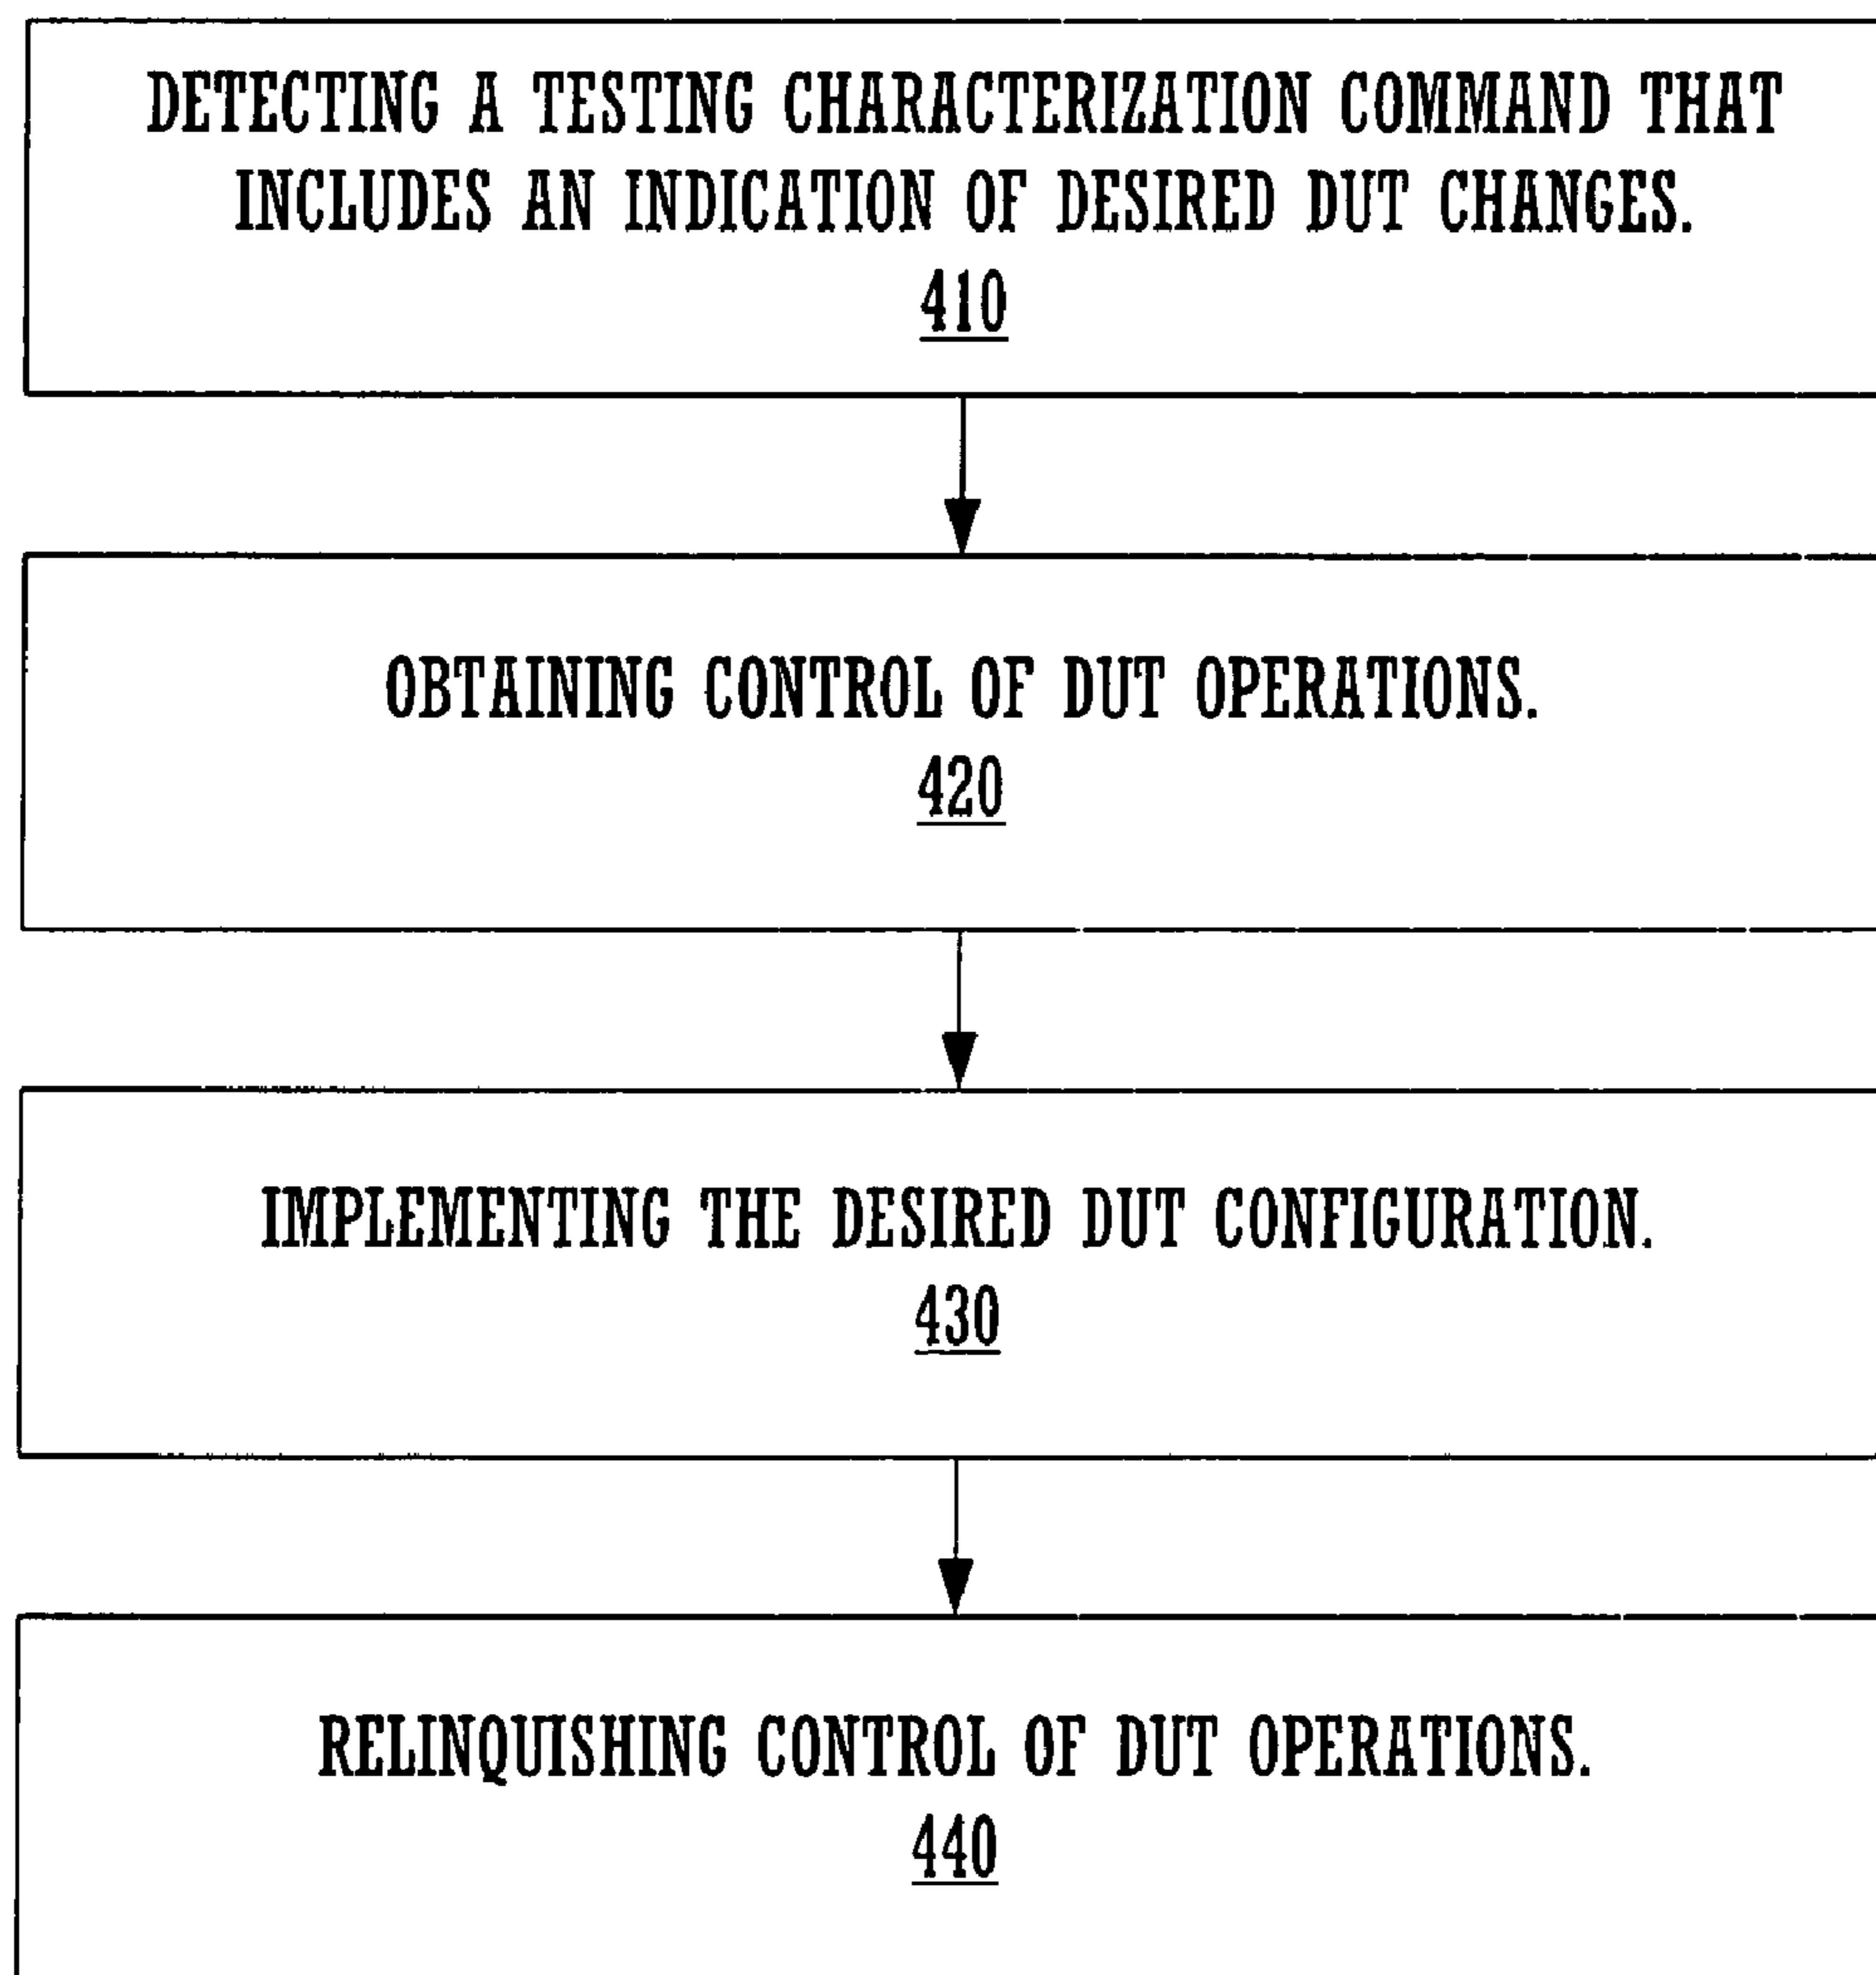 DETECTING A TESTING CHARACTERIZATION COMMAND THAT
INCLUDES AN INDICATION OF DESIRED DUT CHANGES.
410
OBTAINING CONTROL OF DUT OPERATIONS.
420
IMPLEMENTING THE DESIRED DUT CONFIGURATION.
430
RELINQUISHING CONTROL OF DUT OPERATIONS.
440